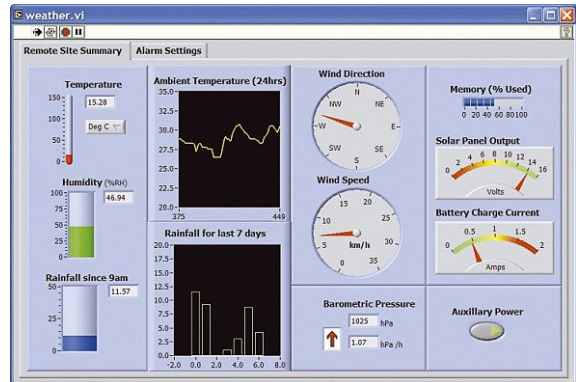 weather.vi
Remote Site Summary
Alarm Settings
Temperature
150
100
50
0
15.28
Deg C
Humidity (%RH)
100
75
50
25
0
46.94
Rainfall since 9am
50
25
0
11.57
Ambient Temperature (24hrs)
35.0
32.5
30.0
27.5
25.0
22.5
20.0
375
449
Rainfall for last 7 days
20.0
17.5
15.0
12.5
10.0
7.5
5.0
2.5
0.0
-2.0 0.0 2.0 4.0 6.0 8.0
Wind Direction
N
NW NE
W E
SW SE
S
Wind Speed
15 20
10 25
5 30
0 35
km/h
Barometric Pressure
1025 hPa
1.07 hPa /h
Memory (% Used)
0 20 40 60 80100
Solar Panel Output
0 2 4 6 8 10 12 14 16
Volts
Battery Charge Current
0 0.5 1 1.5 2
Amps
Auxillary Power